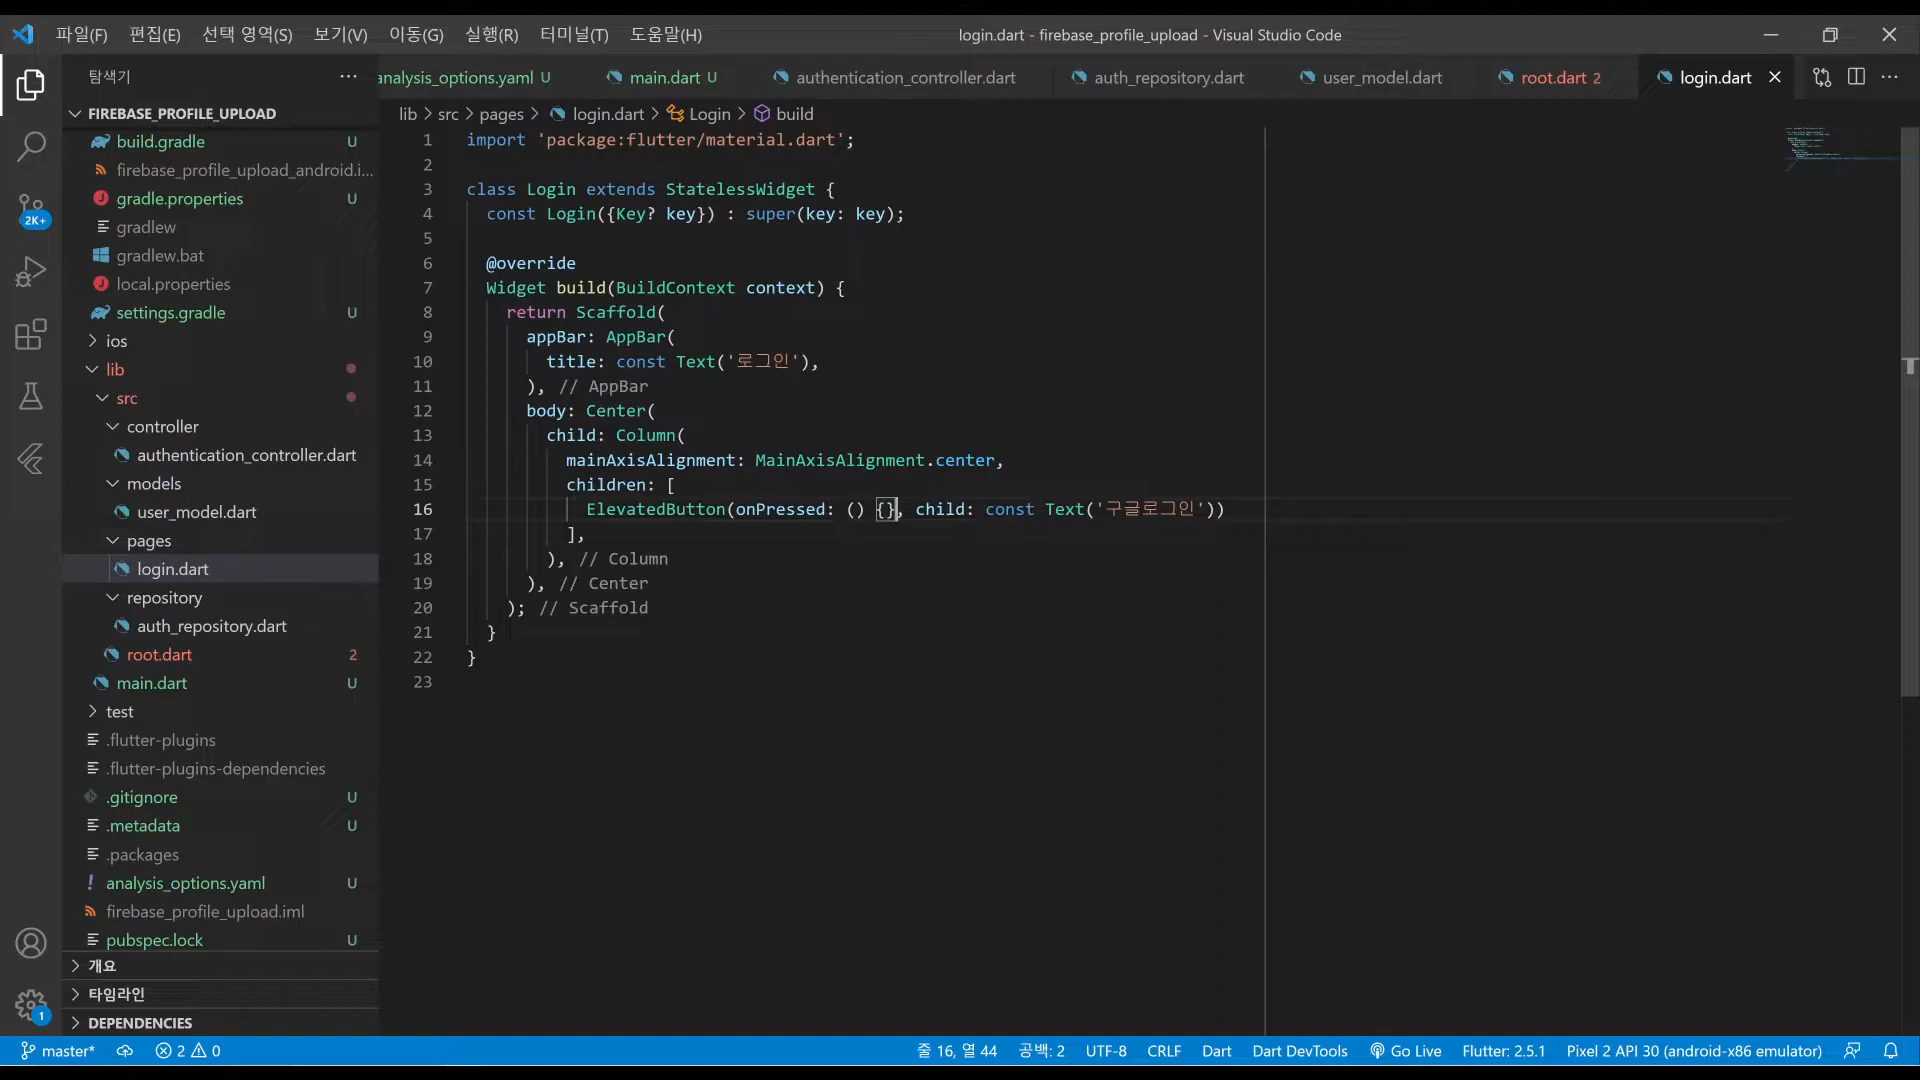 파일(F) 편집(E) 선택 영역(S) 보기(V) 이동(G) 실행(R) 터미널(T) 도움말(H) login.dart - firebase_profile_upload - Visual Studio Code
탐색기 ···
analysis_options.yaml U main.dart U authentication_controller.dart auth_repository.dart user_model.dart root.dart 2 login.dart
FIREBASE_PROFILE_UPLOAD
build.gradle U
firebase_profile_upload_android.i...
gradle.properties U
gradlew
gradlew.bat
local.properties
settings.gradle U
ios
lib
src
controller
authentication_controller.dart
models
user_model.dart
pages
login.dart
repository
auth_repository.dart
root.dart 2
main.dart U
test
.flutter-plugins
.flutter-plugins-dependencies
.gitignore U
.metadata U
.packages
! analysis_options.yaml U
firebase_profile_upload.iml
pubspec.lock U
개요
타임라인
DEPENDENCIES
2K+
1
lib > src > pages > login.dart > Login > build
1 import 'package:flutter/material.dart';
2
3 class Login extends StatelessWidget {
4 const Login({Key? key}) : super(key: key);
5
6 @override
7 Widget build(BuildContext context) {
8 return Scaffold(
9 appBar: AppBar(
10 title: const Text('로그인'),
11 ), // AppBar
12 body: Center(
13 child: Column(
14 mainAxisAlignment: MainAxisAlignment.center,
15 children: [
16 ElevatedButton(onPressed: () {}, child: const Text('구글로그인'))
17 ],
18 ), // Column
19 ), // Center
20 ); // Scaffold
21 }
22 }
23
master* 2 0 줄 16, 열 44 공백: 2 UTF-8 CRLF Dart Dart DevTools Go Live Flutter: 2.5.1 Pixel 2 API 30 (android-x86 emulator)